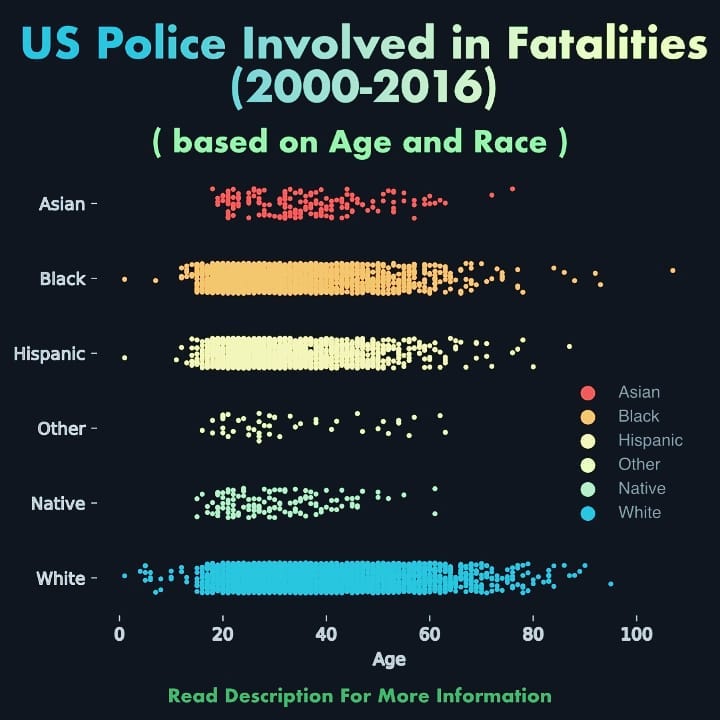 US Police Involved in Fatalities
(2000-2016)
( based on Age and Race )
Asian
Black
Hispanic
Other
Native
White
Asian
Black
Hispanic
Other
Native
White
0 20 40 60 80 100
Age
Read Description For More Information